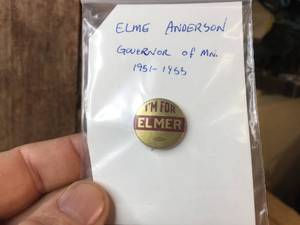 ELME ANDERSON
GOVERNOR OF MN.
1951-1955
I'M FOR
ELMER